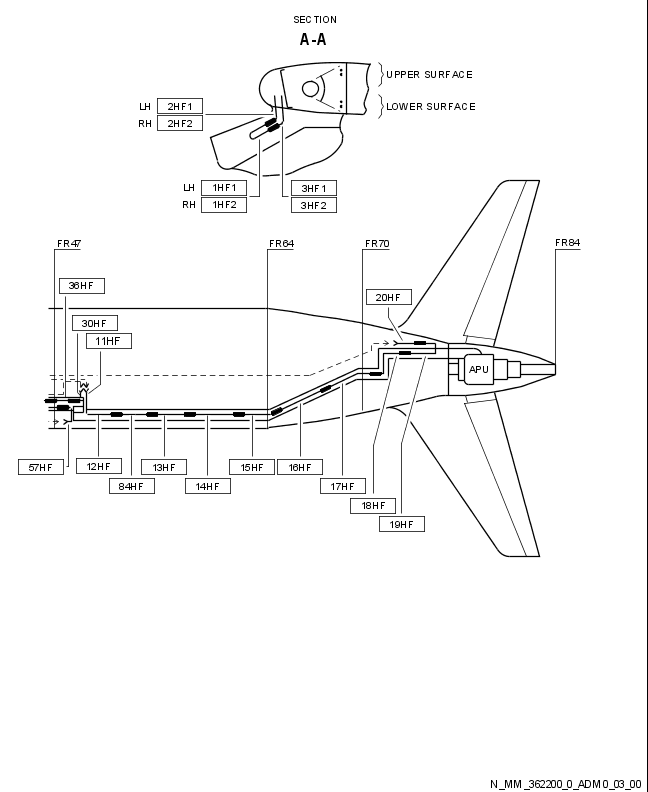 SECTION
A-A
UPPER SURFACE
LH 2HF1
LOWER SURFACE
RH 2HF2
LH 1HF1 3HF1
RH 1HF2 3HF2
FR47 FR64 FR70 FR84
36HF
20HF
30HF
11HF
APU
57HF 12HF 13HF 15HF 16HF
84HF 14HF 17HF
18HF
19HF
N_MM_362200_0_ADM0_03_00